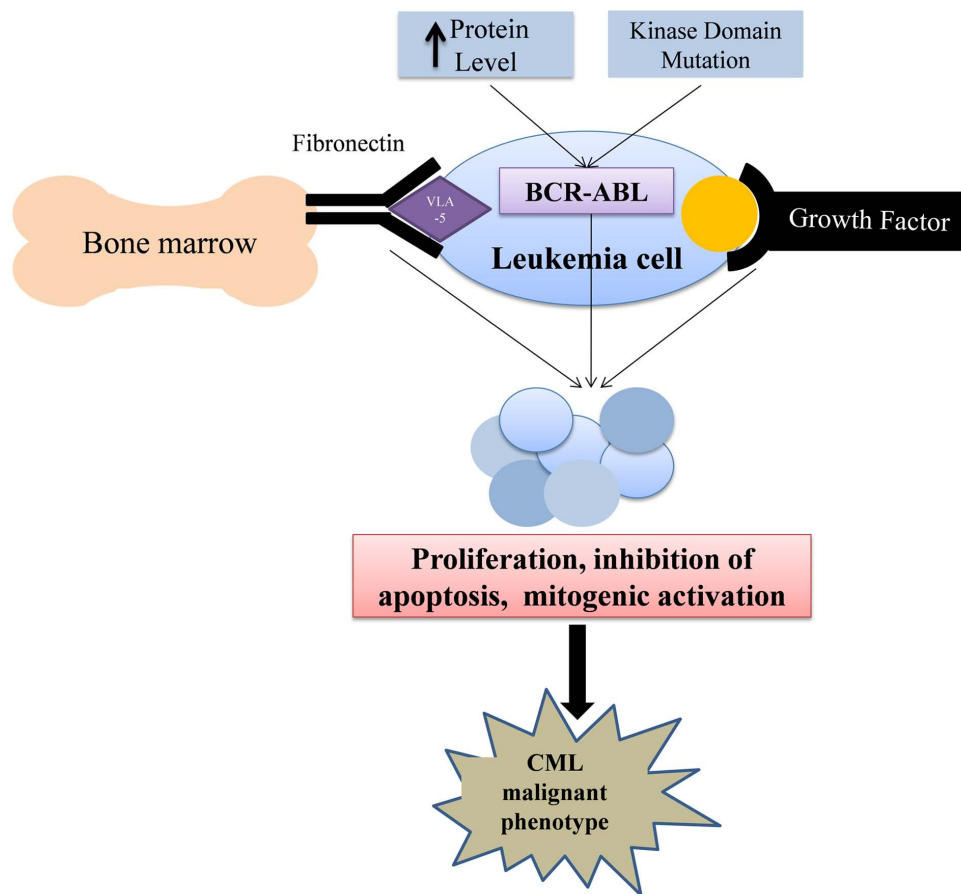 Protein
Level
Kinase Domain
Mutation
Fibronectin
VLA
-5
BCR-ABL
Bone marrow
Growth Factor
Leukemia cell
Proliferation, inhibition of
apoptosis, mitogenic activation
CML
malignant
phenotype